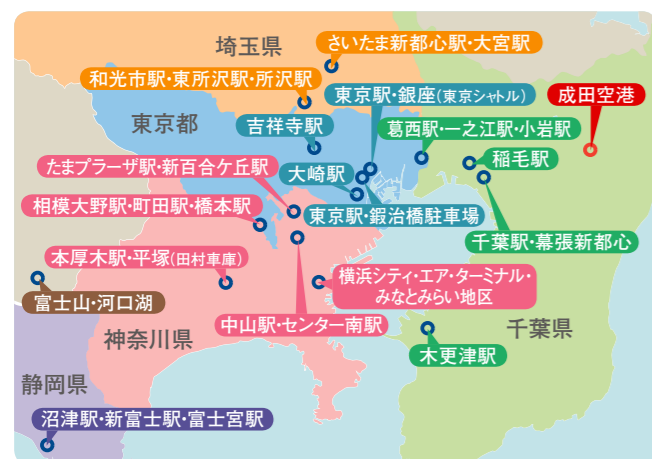 埼玉県
さいたま新都心駅・大宮駅
和光市駅・東所沢駅・所沢駅
東京駅・銀座(東京シャトル)
成田空港
東京都
吉祥寺駅
葛西駅・一之江駅・小岩駅
たまプラーザ駅・新百合ケ丘駅
大崎駅
稲毛駅
相模大野駅・町田駅・橋本駅
東京駅・鍛冶橋駐車場
千葉駅・幕張新都心
本厚木駅・平塚(田村車庫)
横浜シティ・エア・ターミナル・
みなとみらい地区
富士山・河口湖
中山駅・センター南駅
千葉県
神奈川県
木更津駅
静岡県
沼津駅・新富士駅・富士宮駅